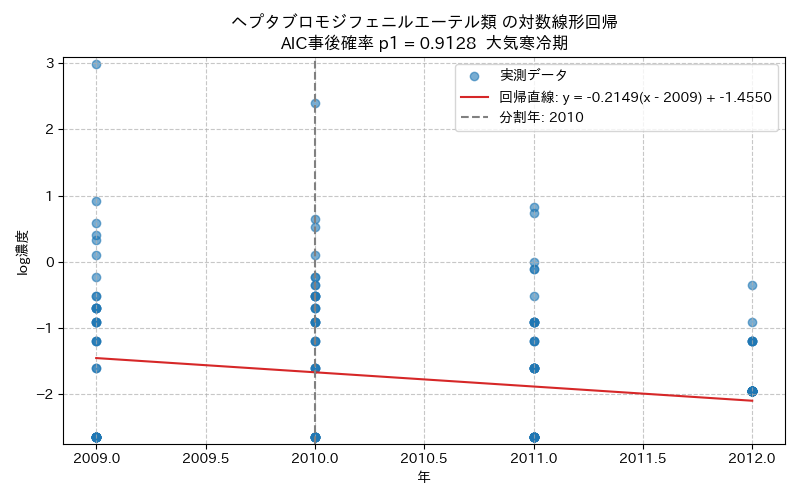 ヘプタブロモジフェニルエーテル類 の対数線形回帰
AIC事後確率 p1 = 0.9128  大気寒冷期
実測データ
回帰直線: y = -0.2149(x - 2009) + -1.4550
分割年: 2010
log濃度
3
2
1
0
−1
−2
2009.0
2009.5
2010.0
2010.5
2011.0
2011.5
2012.0
年